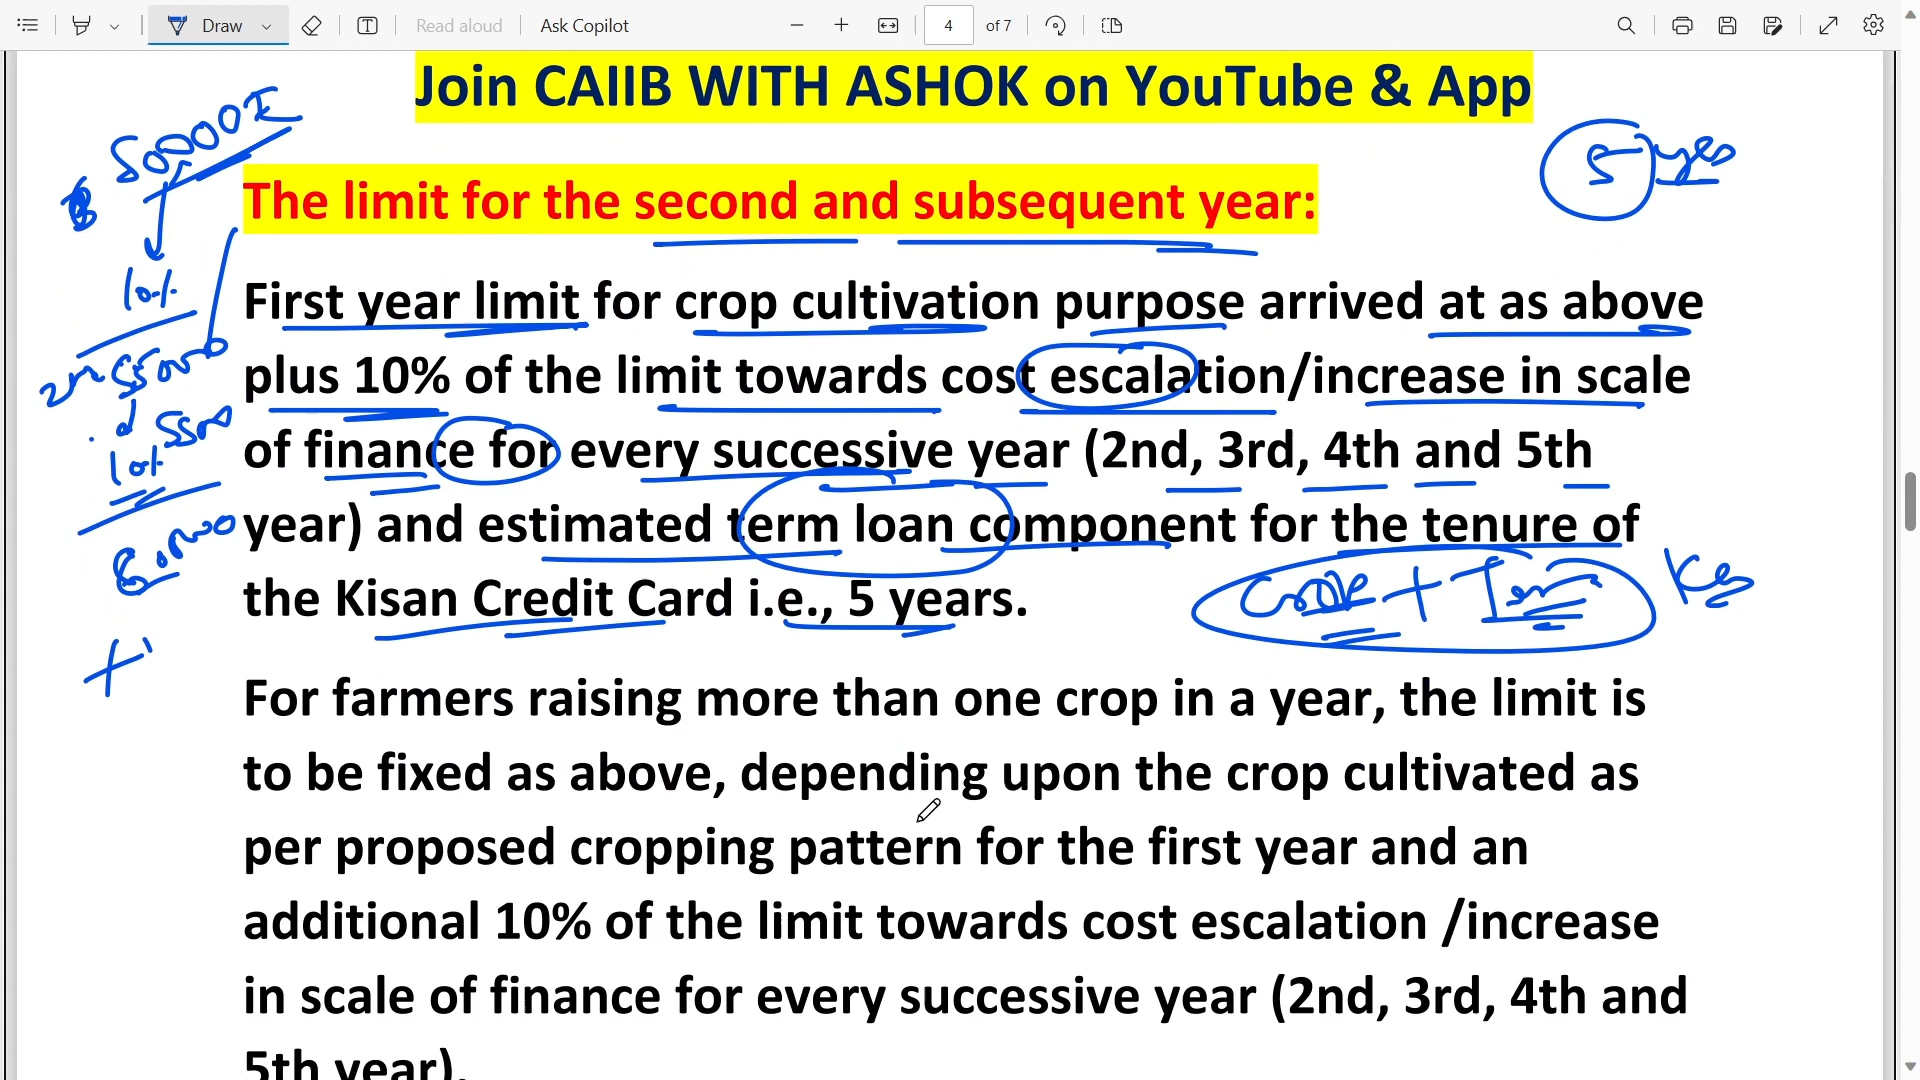 Draw
Read aloud
Ask Copilot
4 of 7
Join CAIIB WITH ASHOK on YouTube & App
50000
5 yes
The limit for the second and subsequent year:
10%
First year limit for crop cultivation purpose arrived at as above
plus 10% of the limit towards cost escalation/increase in scale
55000
5500
of finance for every successive year (2nd, 3rd, 4th and 5th
10%
year) and estimated term loan component for the tenure of
the Kisan Credit Card i.e., 5 years.
+
For farmers raising more than one crop in a year, the limit is
to be fixed as above, depending upon the crop cultivated as
per proposed cropping pattern for the first year and an
additional 10% of the limit towards cost escalation /increase
in scale of finance for every successive year (2nd, 3rd, 4th and
5th year).